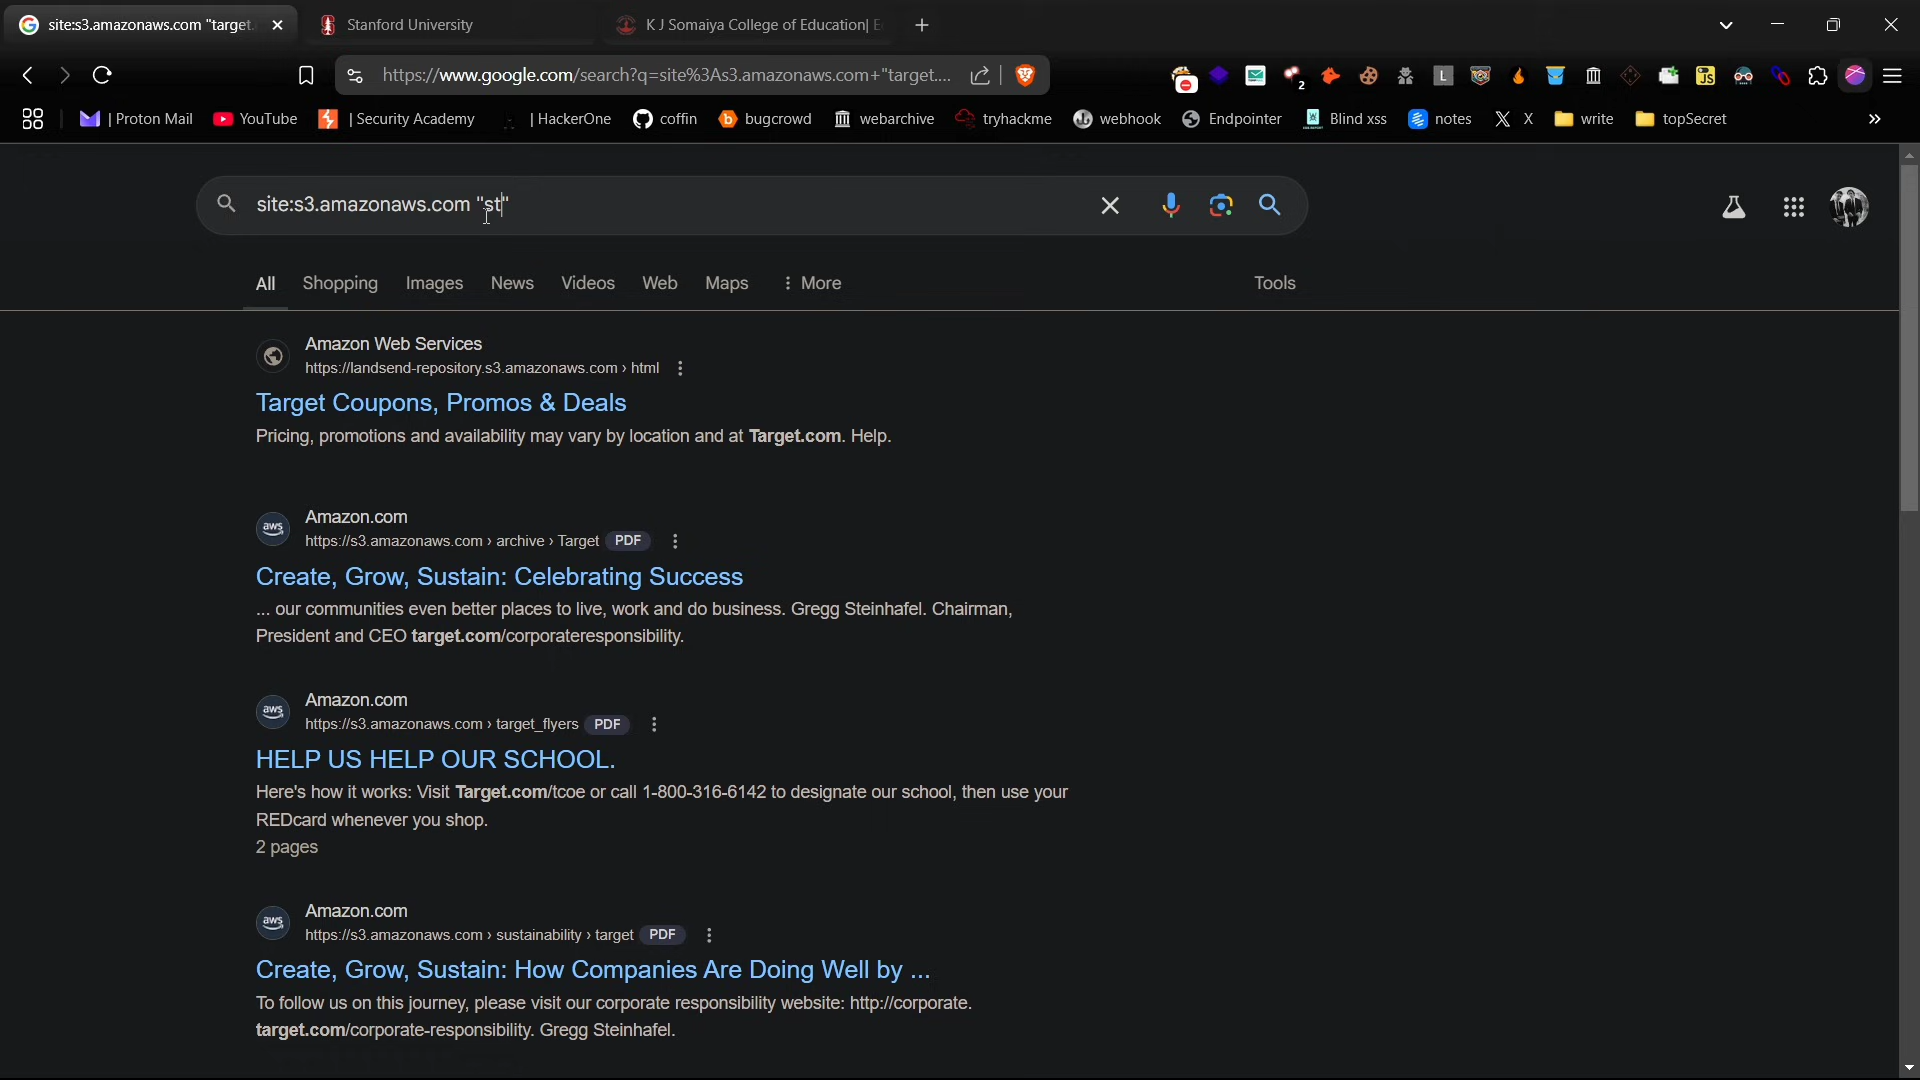 site:s3.amazonaws.com "target.
Stanford University
K J Somaiya College of Education|
https://www.google.com/search?q=site%3As3.amazonaws.com+"target....
2
L
JS
| Proton Mail
YouTube
| Security Academy
| HackerOne
coffin
bugcrowd
webarchive
tryhackme
webhook
Endpointer
Blind xss
notes
X
write
topSecret
site:s3.amazonaws.com "st"
All
Shopping
Images
News
Videos
Web
Maps
More
Tools
Amazon Web Services
https://landsend-repository.s3.amazonaws.com › html
Target Coupons, Promos & Deals
Pricing, promotions and availability may vary by location and at Target.com. Help.
aws
Amazon.com
https://s3.amazonaws.com › archive › Target PDF
Create, Grow, Sustain: Celebrating Success
... our communities even better places to live, work and do business. Gregg Steinhafel. Chairman,
President and CEO target.com/corporateresponsibility.
aws
Amazon.com
https://s3.amazonaws.com › target_flyers PDF
HELP US HELP OUR SCHOOL.
Here's how it works: Visit Target.com/tcoe or call 1-800-316-6142 to designate our school, then use your
REDcard whenever you shop.
2 pages
aws
Amazon.com
https://s3.amazonaws.com › sustainability › target PDF
Create, Grow, Sustain: How Companies Are Doing Well by ...
To follow us on this journey, please visit our corporate responsibility website: http://corporate.
target.com/corporate-responsibility. Gregg Steinhafel.